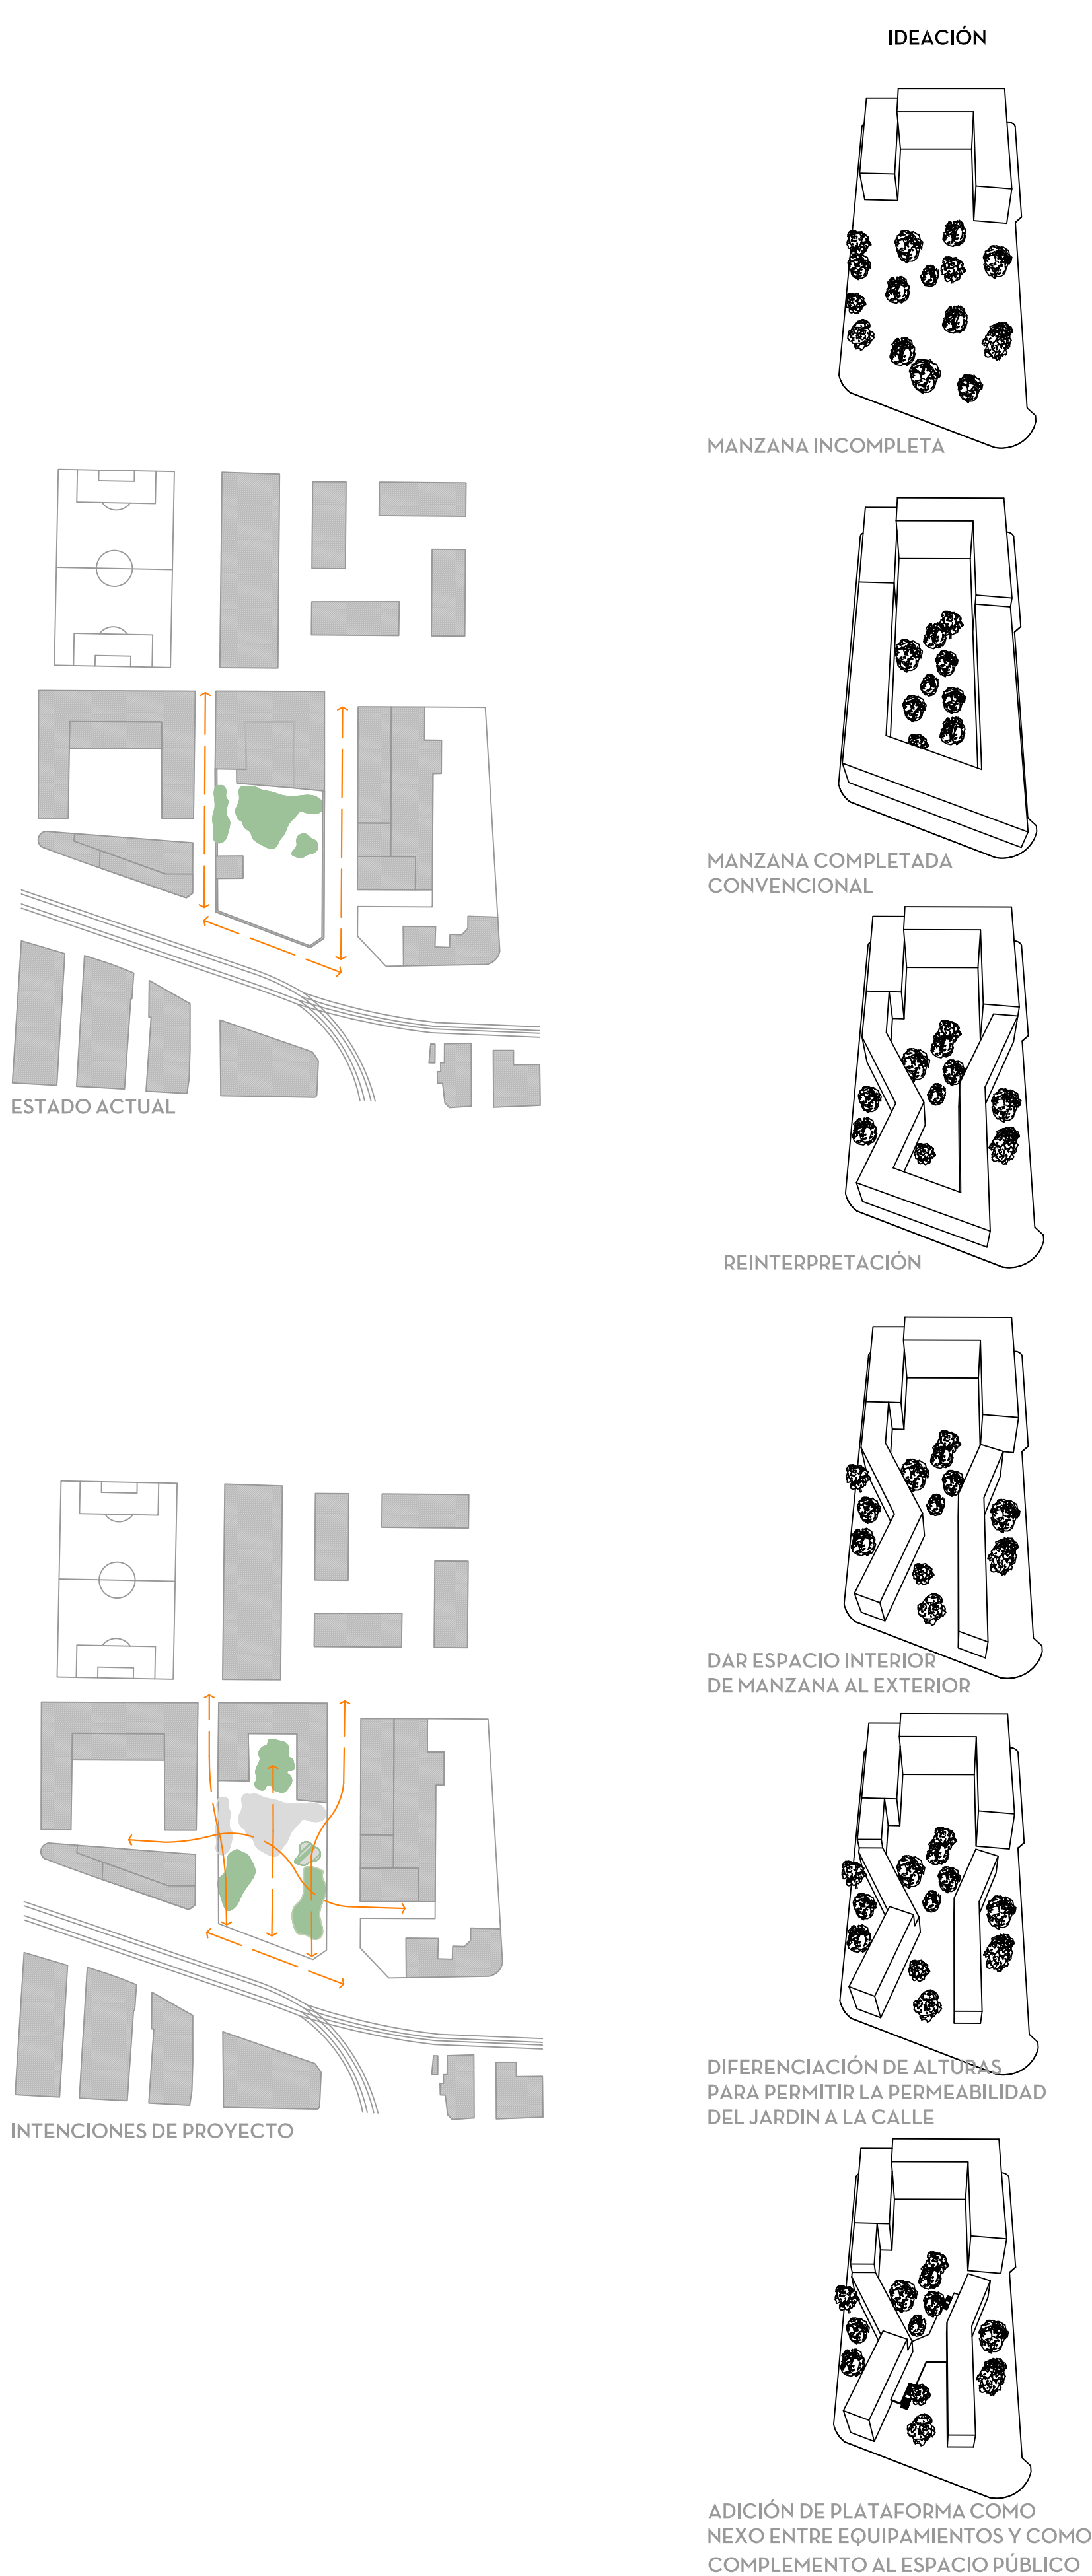 IDEACIÓN
MANZANA INCOMPLETA
MANZANA COMPLETADA
CONVENCIONAL
ESTADO ACTUAL
REINTERPRETACIÓN
DAR ESPACIO INTERIOR
DE MANZANA AL EXTERIOR
DIFERENCIACIÓN DE ALTURAS
PARA PERMITIR LA PERMEABILIDAD
DEL JARDIN A LA CALLE
INTENCIONES DE PROYECTO
ADICIÓN DE PLATAFORMA COMO
NEXO ENTRE EQUIPAMIENTOS Y COMO
COMPLEMENTO AL ESPACIO PÚBLICO